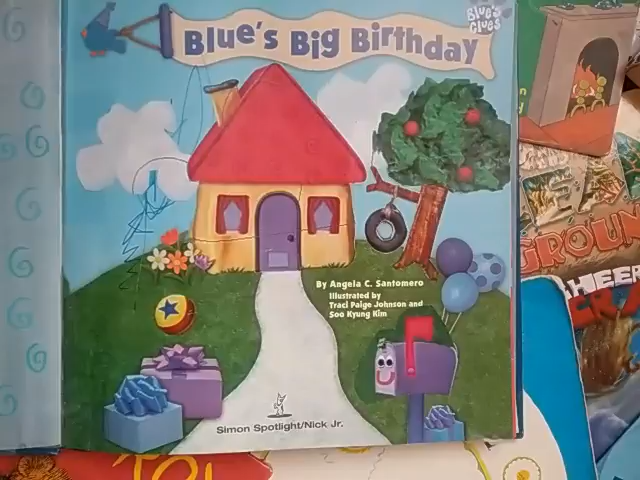 Blue's Big Birthday
Blue's
Clues
By Angela C. Santomero
Illustrated by
Traci Paige Johnson and
Soo Kyung Kim
Simon Spotlight/Nick Jr.